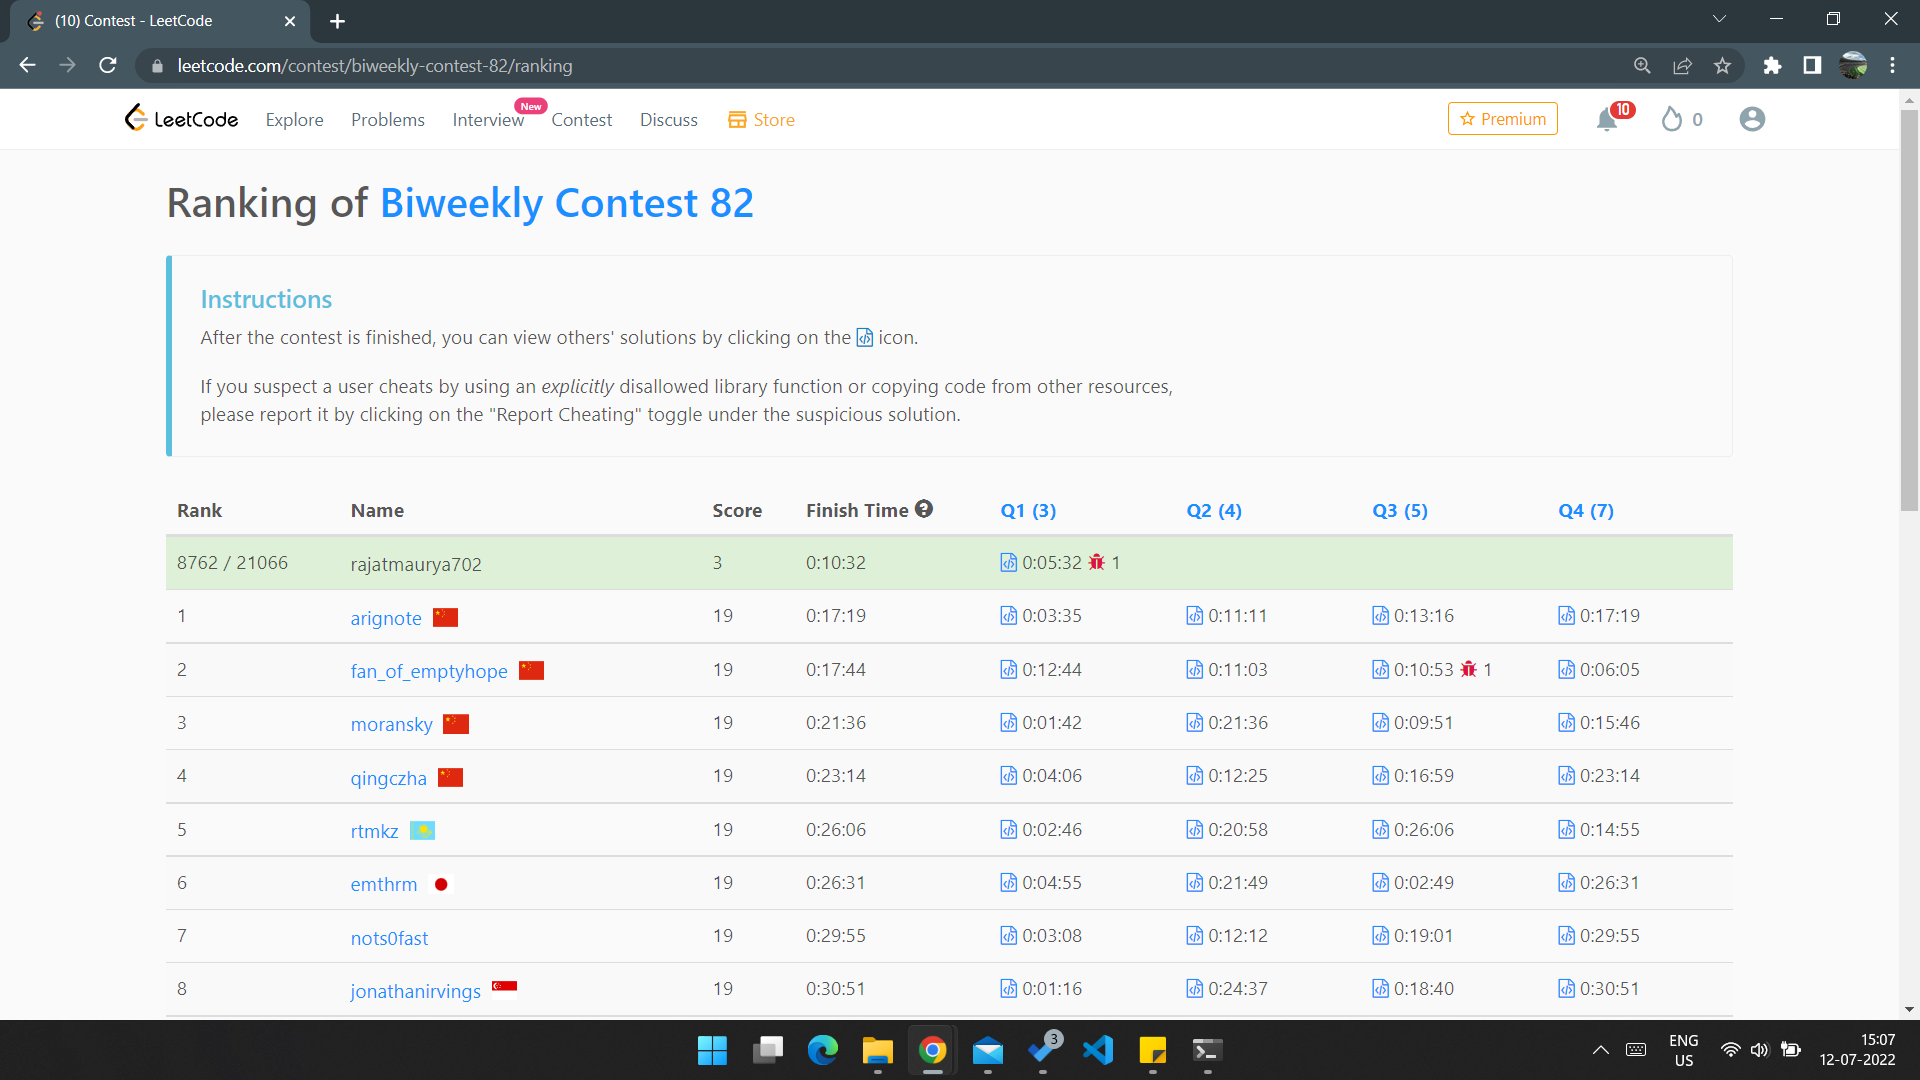 (10) Contest - LeetCode
leetcode.com/contest/biweekly-contest-82/ranking
LeetCode Explore Problems Interview New Contest Discuss Store Premium 10 0
Ranking of Biweekly Contest 82
Instructions
After the contest is finished, you can view others' solutions by clicking on the icon.
If you suspect a user cheats by using an explicitly disallowed library function or copying code from other resources,
please report it by clicking on the "Report Cheating" toggle under the suspicious solution.
Rank Name Score Finish Time Q1 (3) Q2 (4) Q3 (5) Q4 (7)
8762 / 21066 rajatmaurya702 3 0:10:32 0:05:32 1
1 arignote 19 0:17:19 0:03:35 0:11:11 0:13:16 0:17:19
2 fan_of_emptyhope 19 0:17:44 0:12:44 0:11:03 0:10:53 1 0:06:05
3 moransky 19 0:21:36 0:01:42 0:21:36 0:09:51 0:15:46
4 qingczha 19 0:23:14 0:04:06 0:12:25 0:16:59 0:23:14
5 rtmkz 19 0:26:06 0:02:46 0:20:58 0:26:06 0:14:55
6 emthrm 19 0:26:31 0:04:55 0:21:49 0:02:49 0:26:31
7 nots0fast 19 0:29:55 0:03:08 0:12:12 0:19:01 0:29:55
8 jonathanirvings 19 0:30:51 0:01:16 0:24:37 0:18:40 0:30:51
3
ENG
US
15:07
12-07-2022